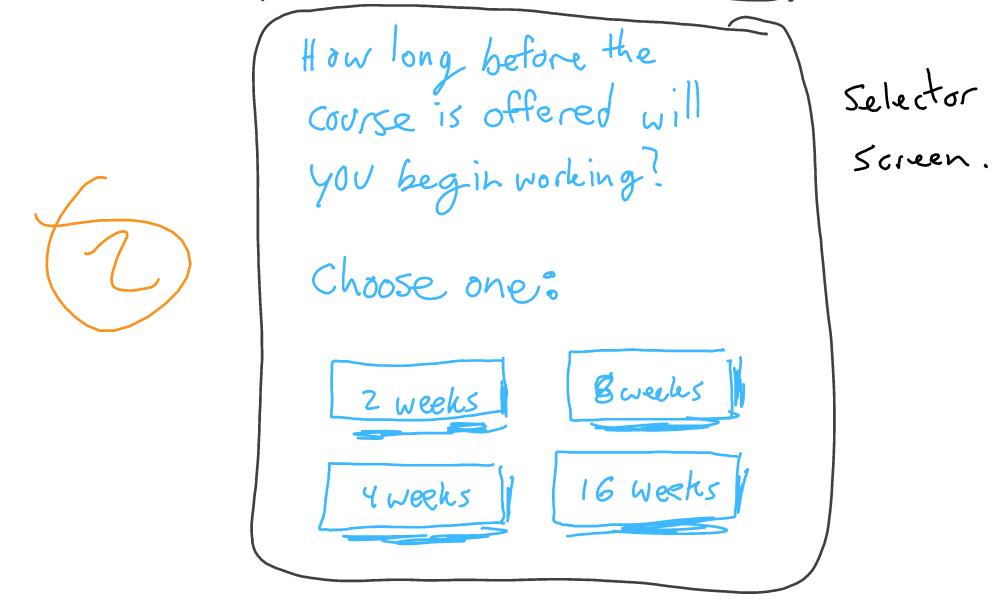 How long before the
course is offered will
you begin working?
Selector
screen.
2
Choose one:
2 weeks
8 weeks
4 weeks
16 weeks